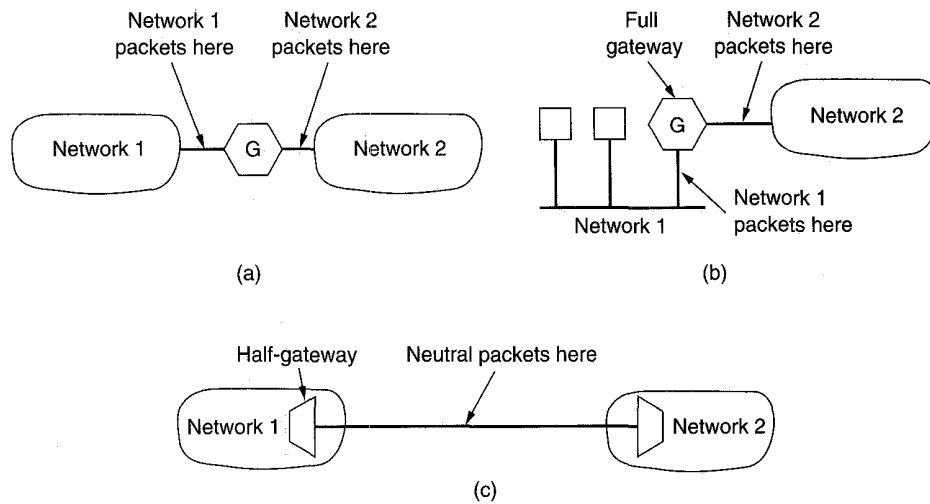 Network 1
packets here
Network 2
packets here
Network 1
G
Network 2
(a)
Full
gateway
Network 2
packets here
G
Network 2
Network 1
packets here
Network 1
(b)
Half-gateway
Neutral packets here
Network 1
Network 2
(c)